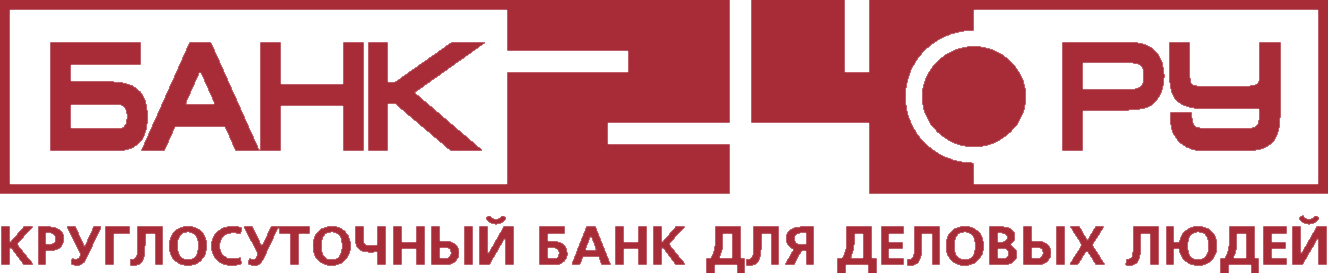 БАНК24.РУ
КРУГЛОСУТОЧНЫЙ БАНК ДЛЯ ДЕЛОВЫХ ЛЮДЕЙ